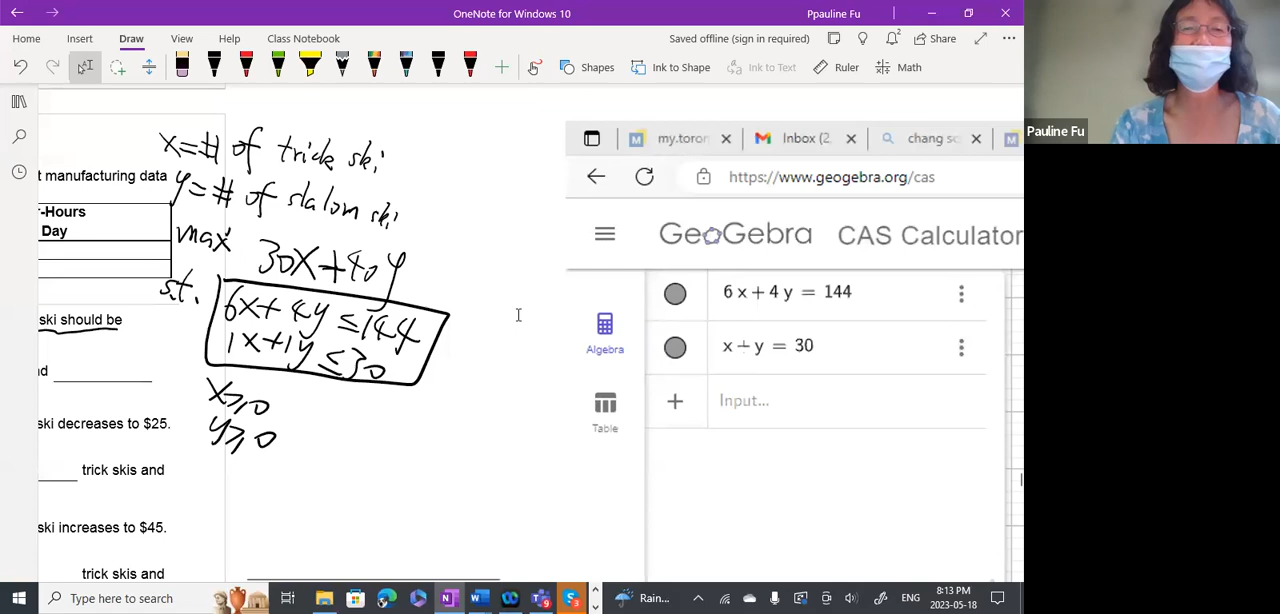 OneNote for Windows 10
Ppauline Fu
Home Insert Draw View Help Class Notebook
Saved offline (sign in required)
Share
Shapes
Ink to Shape
Ink to Text
Ruler
Math
t manufacturing data
r-Hours
Day
ski should be
nd ____________
ski decreases to $25.
______ trick skis and
ski increases to $45.
trick skis and
x = # of trick ski
y = # of slalom ski
max 30x+40y
s.t. 6x+4y ≤ 144
1x+1y ≤ 30
x ≥ 0
y ≥ 0
my.toron
Inbox (2,
chang sc
https://www.geogebra.org/cas
GeoGebra CAS Calculator
6 x + 4 y = 144
x + y = 30
Input...
Algebra
Table
Pauline Fu
Type here to search
Rain...
ENG
8:13 PM
2023-05-18